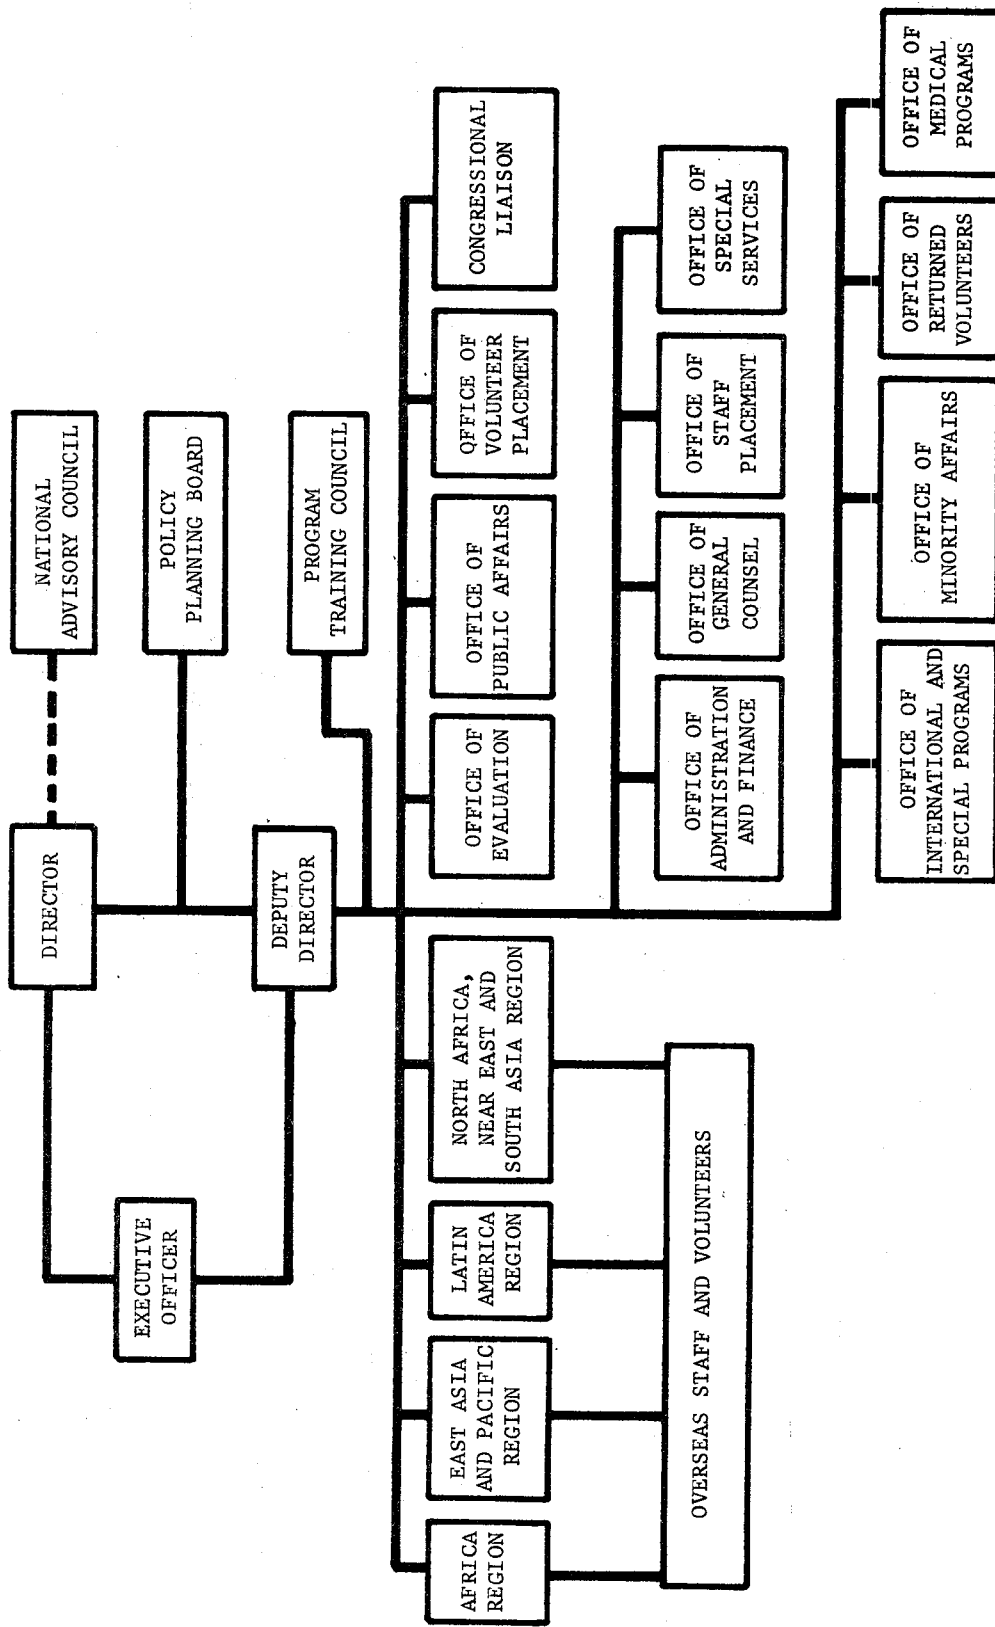 NATIONAL
ADVISORY COUNCIL
DIRECTOR
EXECUTIVE
OFFICER
POLICY
PLANNING BOARD
DEPUTY
DIRECTOR
PROGRAM
TRAINING COUNCIL
AFRICA
REGION
EAST ASIA
AND PACIFIC
REGION
LATIN
AMERICA
REGION
NORTH AFRICA,
NEAR EAST AND
SOUTH ASIA REGION
OFFICE OF
EVALUATION
OFFICE OF
PUBLIC AFFAIRS
OFFICE OF
VOLUNTEER
PLACEMENT
CONGRESSIONAL
LIAISON
OVERSEAS STAFF AND VOLUNTEERS
OFFICE OF
ADMINISTRATION
AND FINANCE
OFFICE OF
GENERAL
COUNSEL
OFFICE OF
STAFF
PLACEMENT
OFFICE OF
SPECIAL
SERVICES
OFFICE OF
INTERNATIONAL AND
SPECIAL PROGRAMS
OFFICE OF
MINORITY AFFAIRS
OFFICE OF
RETURNED
VOLUNTEERS
OFFICE OF
MEDICAL
PROGRAMS